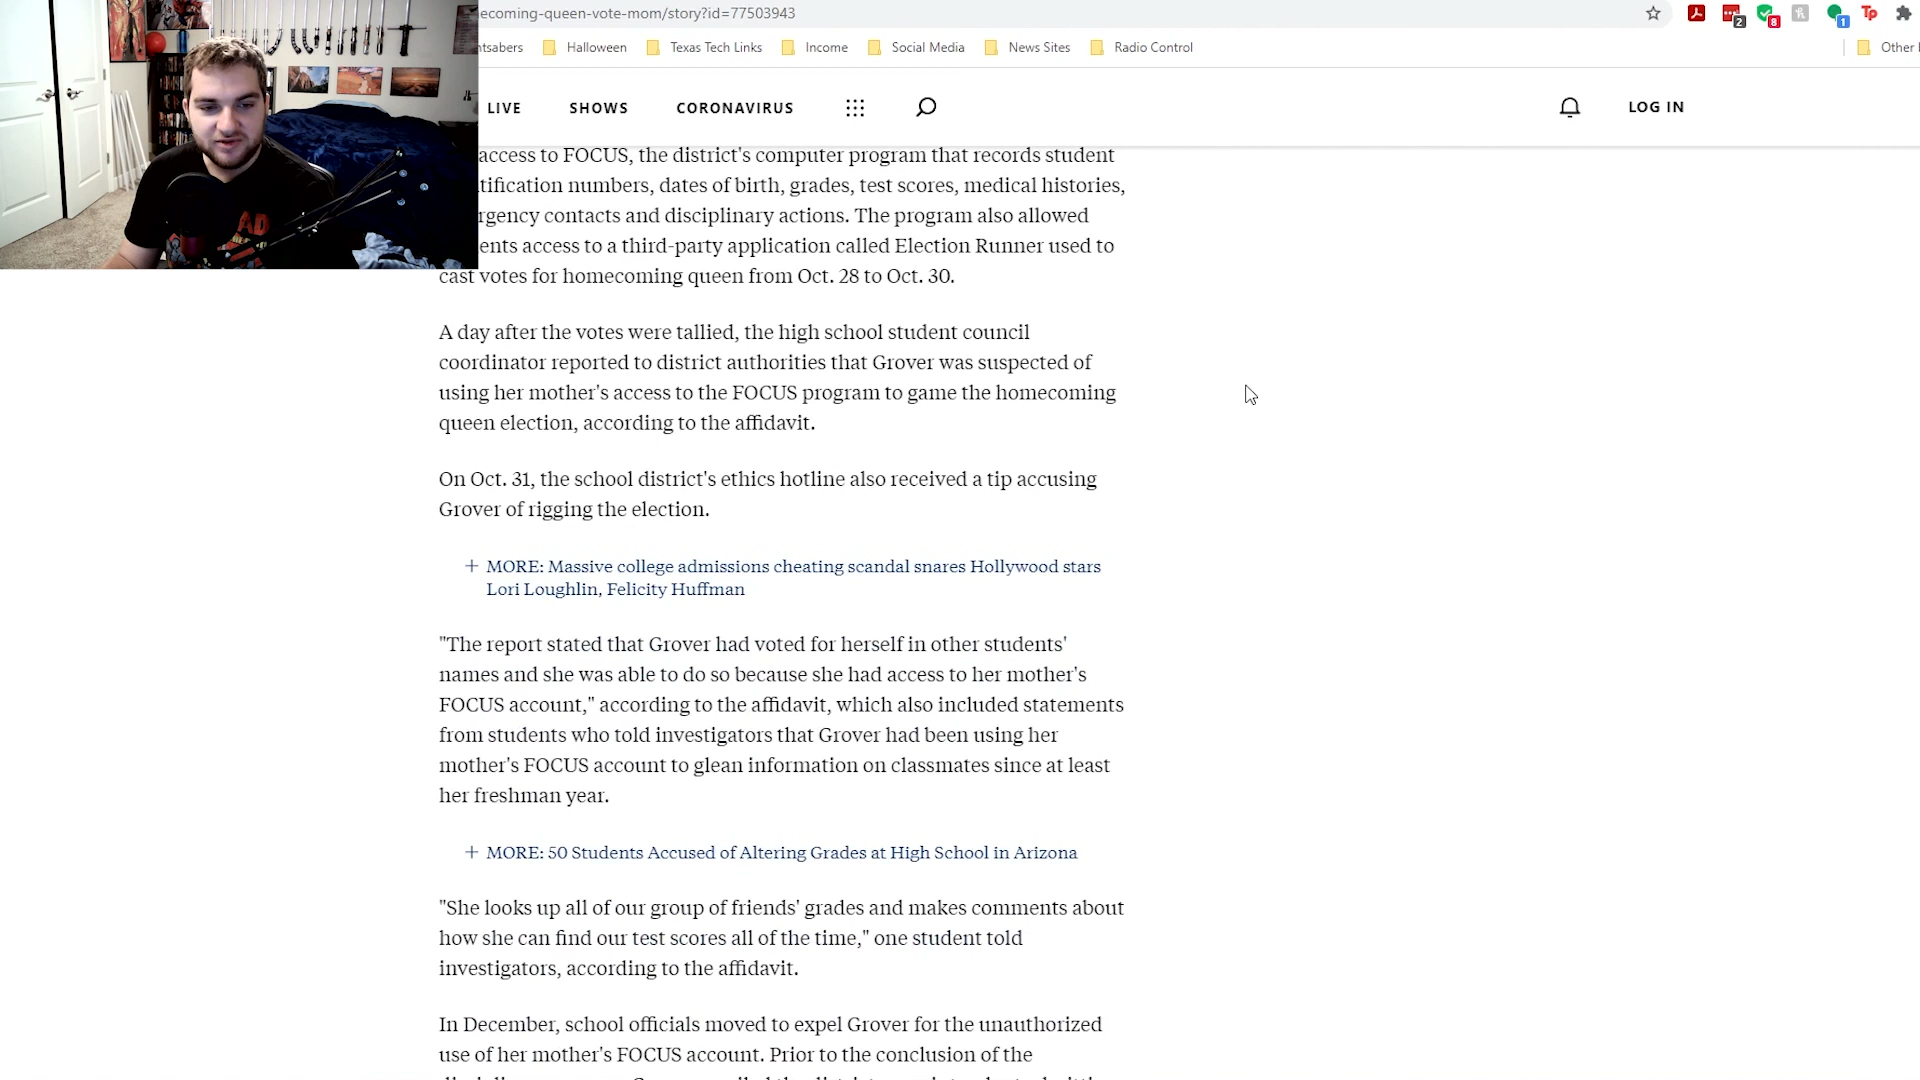 ecoming-queen-vote-mom/story?id=77503943
2
8
1
Tp
ntsabers
Halloween
Texas Tech Links
Income
Social Media
News Sites
Radio Control
Other
LIVE
SHOWS
CORONAVIRUS
LOG IN
AD
access to FOCUS, the district's computer program that records student
tification numbers, dates of birth, grades, test scores, medical histories,
rgency contacts and disciplinary actions. The program also allowed
ents access to a third-party application called Election Runner used to
cast votes for homecoming queen from Oct. 28 to Oct. 30.
A day after the votes were tallied, the high school student council
coordinator reported to district authorities that Grover was suspected of
using her mother's access to the FOCUS program to game the homecoming
queen election, according to the affidavit.
On Oct. 31, the school district's ethics hotline also received a tip accusing
Grover of rigging the election.
+ MORE: Massive college admissions cheating scandal snares Hollywood stars
Lori Loughlin, Felicity Huffman
"The report stated that Grover had voted for herself in other students'
names and she was able to do so because she had access to her mother's
FOCUS account," according to the affidavit, which also included statements
from students who told investigators that Grover had been using her
mother's FOCUS account to glean information on classmates since at least
her freshman year.
+ MORE: 50 Students Accused of Altering Grades at High School in Arizona
"She looks up all of our group of friends' grades and makes comments about
how she can find our test scores all of the time," one student told
investigators, according to the affidavit.
In December, school officials moved to expel Grover for the unauthorized
use of her mother's FOCUS account. Prior to the conclusion of the